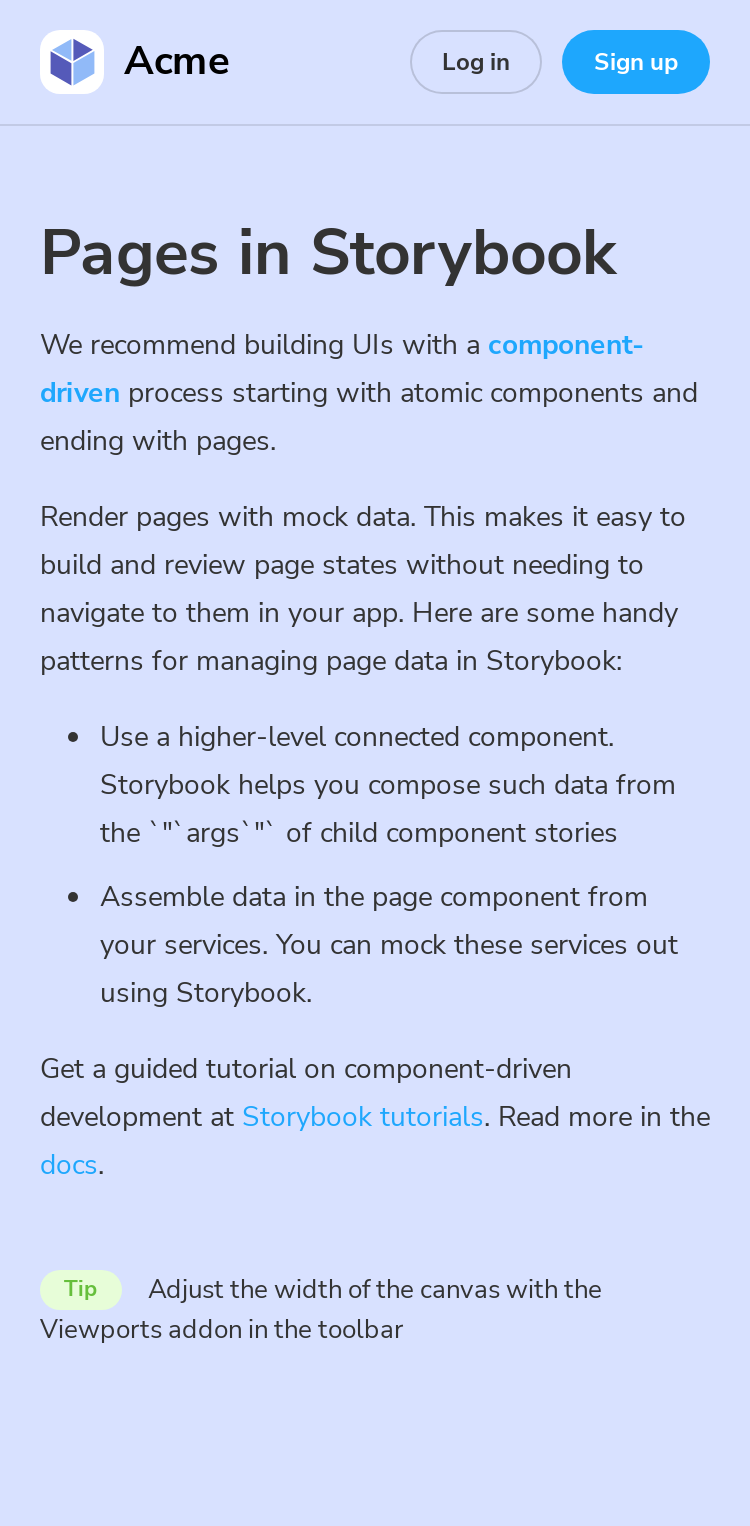 Acme
Log in
Sign up
Pages in Storybook
We recommend building UIs with a component-
driven process starting with atomic components and
ending with pages.
Render pages with mock data. This makes it easy to
build and review page states without needing to
navigate to them in your app. Here are some handy
patterns for managing page data in Storybook:
• Use a higher-level connected component.
Storybook helps you compose such data from
the `"`args`"` of child component stories
• Assemble data in the page component from
your services. You can mock these services out
using Storybook.
Get a guided tutorial on component-driven
development at Storybook tutorials. Read more in the
docs.
Tip Adjust the width of the canvas with the
Viewports addon in the toolbar